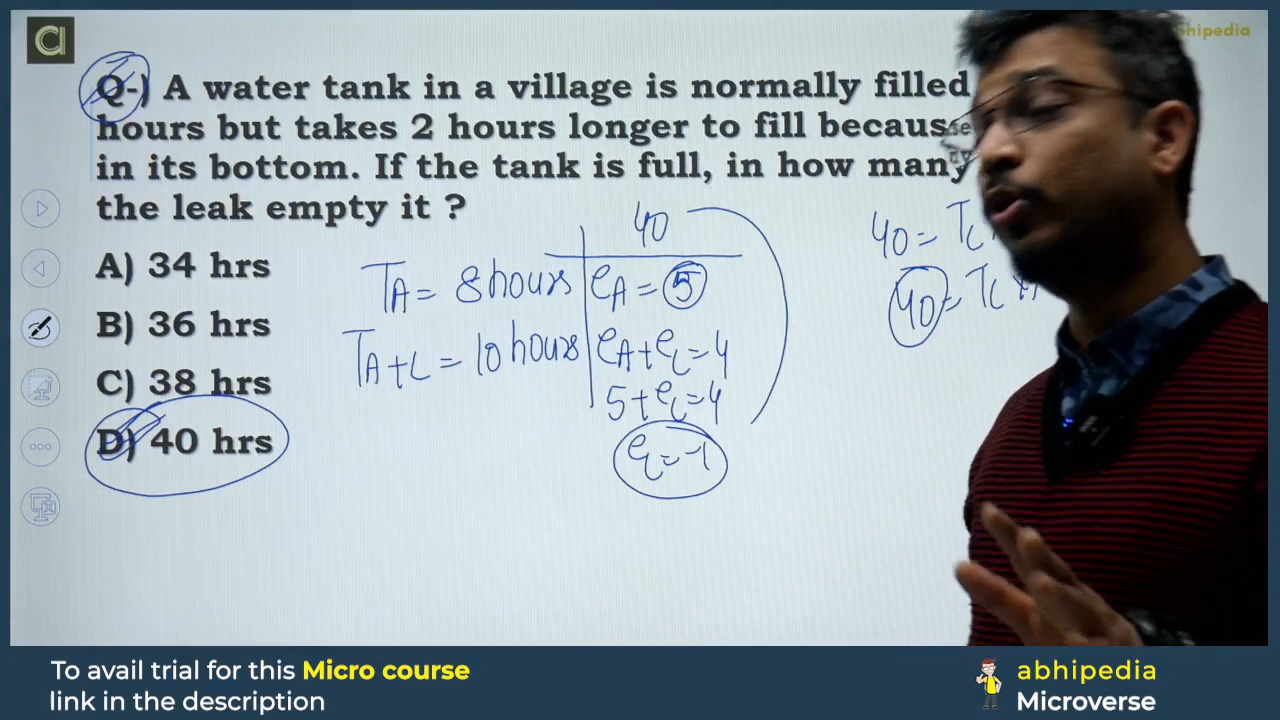 Q-) A water tank in a village is normally filled
hours but takes 2 hours longer to fill because
in its bottom. If the tank is full, in how many
the leak empty it ?
A) 34 hrs
B) 36 hrs
C) 38 hrs
D) 40 hrs
40
TA = 8 hours eA = 5
TA+L = 10 hours eA + eL = 4
5 + eL = 4
eL = -1
40 = TL
40 = TL ×
abhipedia
To avail trial for this Micro course
link in the description
abhipedia
Microverse